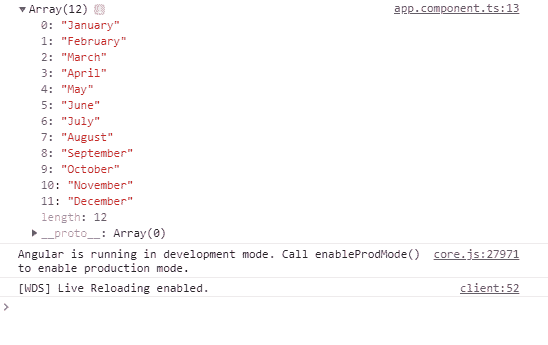 ▼Array(12) app.component.ts:13
0: "January"
1: "February"
2: "March"
3: "April"
4: "May"
5: "June"
6: "July"
7: "August"
8: "September"
9: "October"
10: "November"
11: "December"
length: 12
▶__proto__: Array(0)
Angular is running in development mode. Call enableProdMode() core.js:27971
to enable production mode.
[WDS] Live Reloading enabled. client:52
>